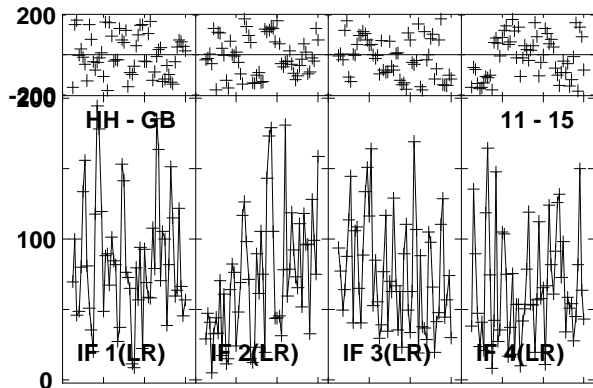 200
-200
200
HH - GB
11 - 15
100
IF 1(LR)
IF 2(LR)
IF 3(LR)
IF 4(LR)
0